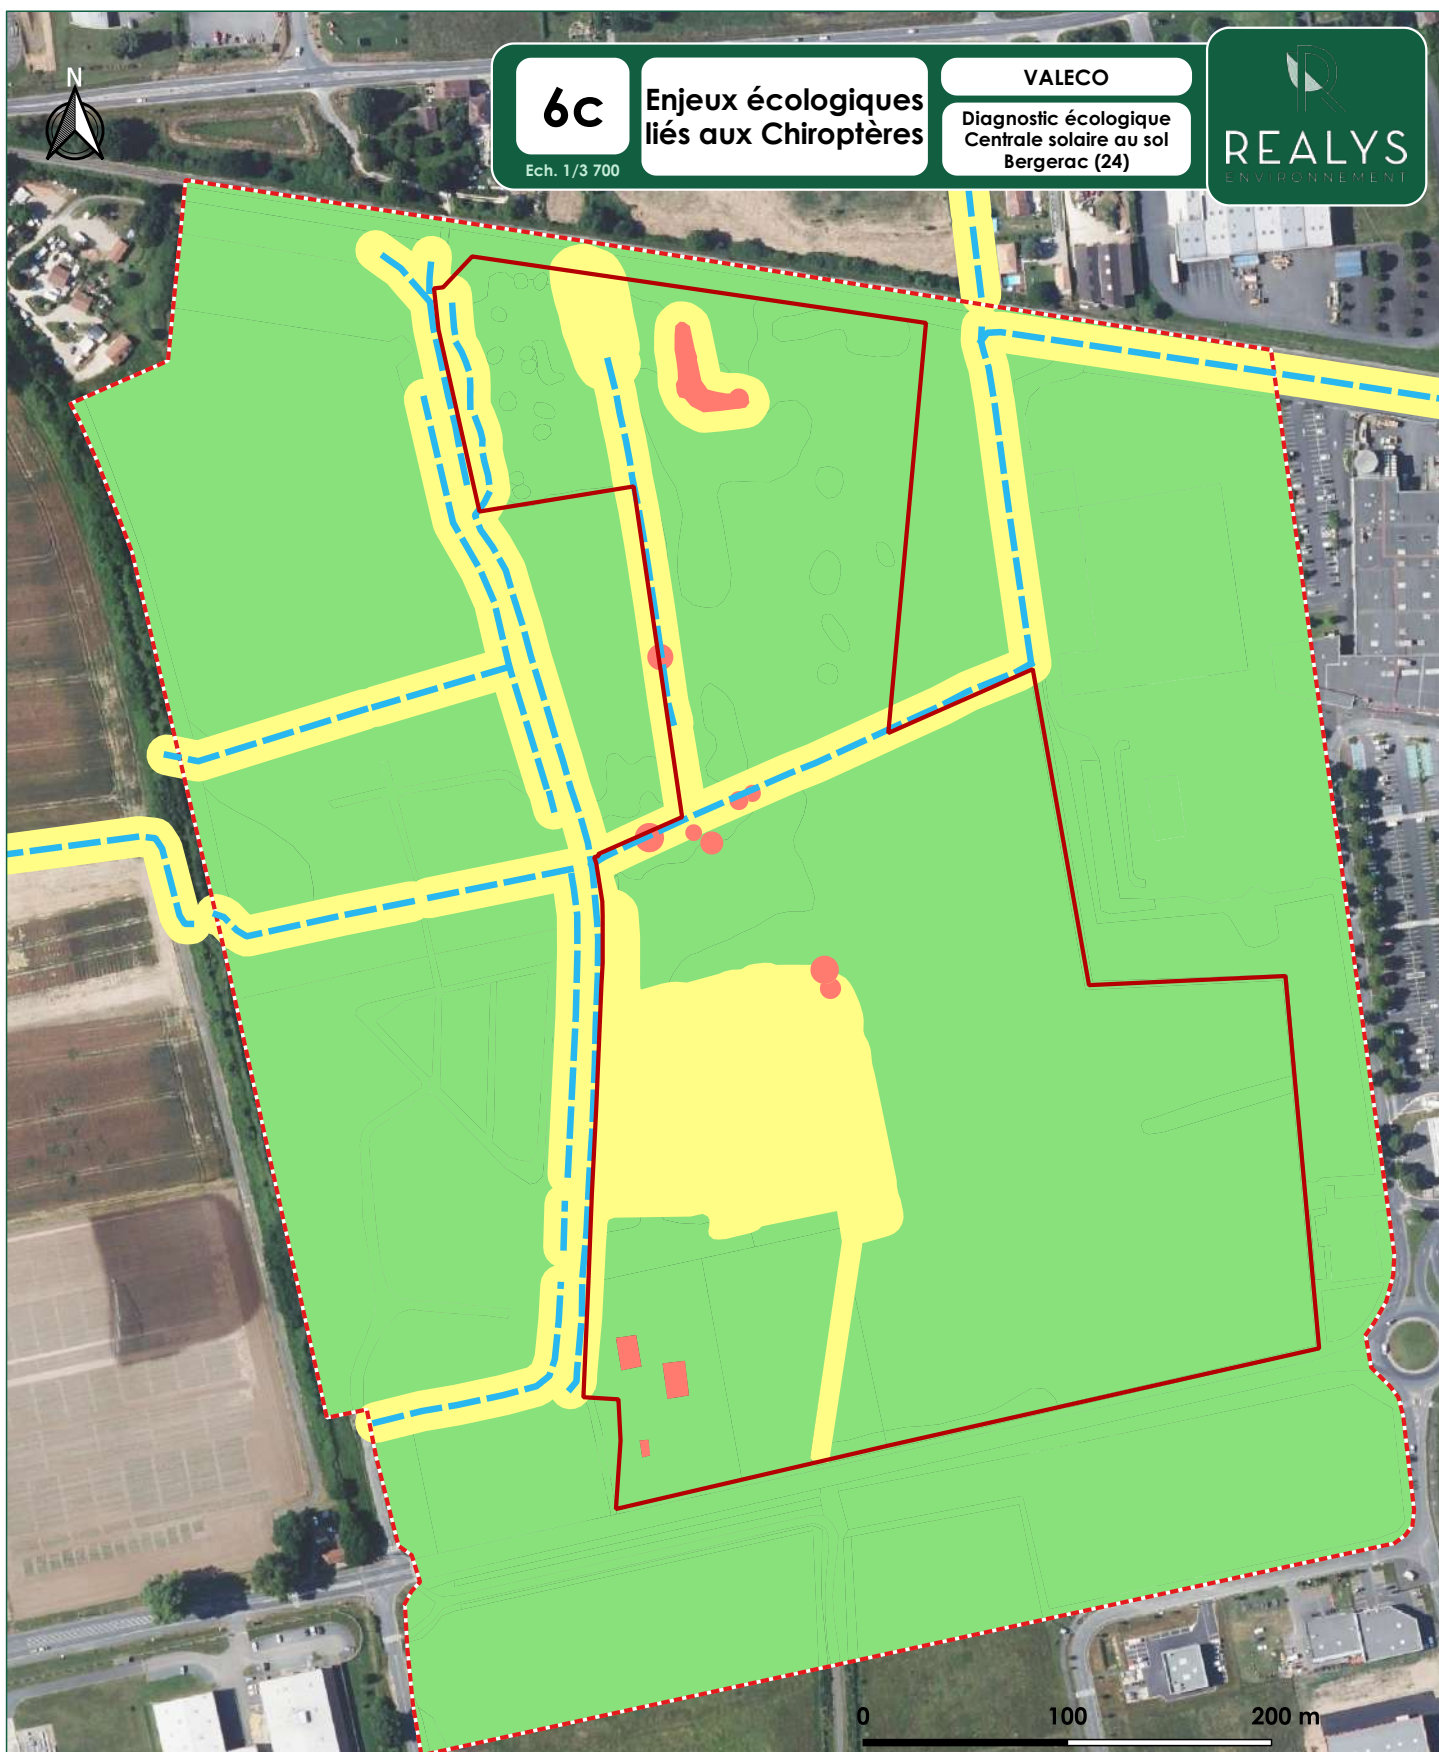 N
6c
Ech. 1/3 700
Enjeux écologiques
liés aux Chiroptères
VALECO
Diagnostic écologique
Centrale solaire au sol
Bergerac (24)
REALYS
ENVIRONNEMENT
0 100 200 m